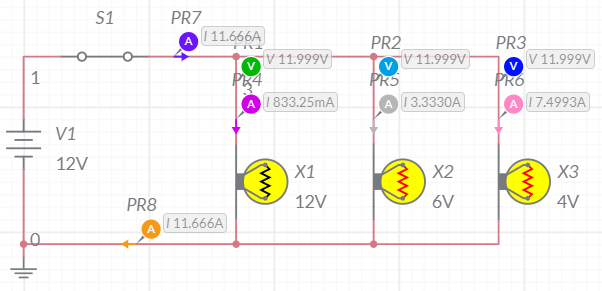 S1
PR7
A
I 11.666A
PR1
V
V 11.999V
PR2
V
V 11.999V
PR3
V
V 11.999V
1
PR4
3
A
I 833.25mA
PR5
A
I 3.3330A
PR6
A
I 7.4993A
V1
12V
X1
12V
X2
6V
X3
4V
PR8
A
I 11.666A
0